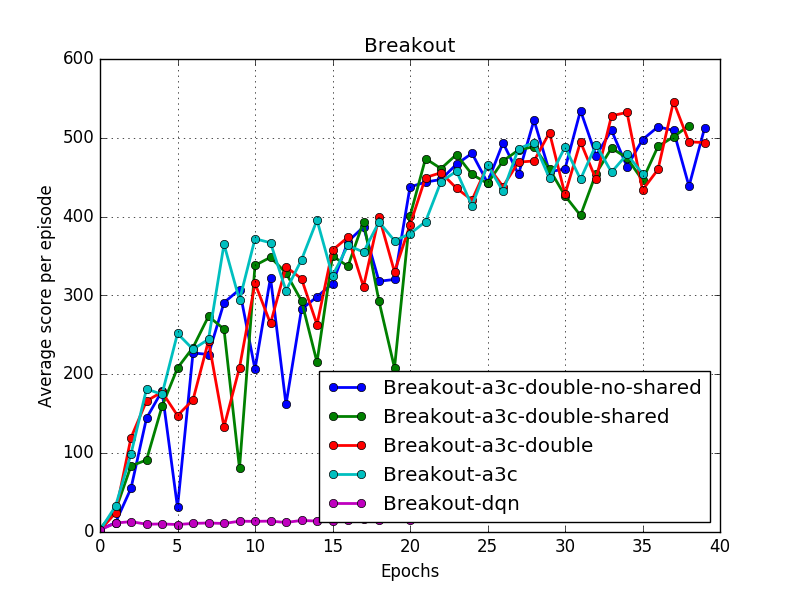 Breakout
600
500
400
300
200
100
0
Average score per episode
Breakout-a3c-double-no-shared
Breakout-a3c-double-shared
Breakout-a3c-double
Breakout-a3c
Breakout-dqn
0 5 10 15 20 25 30 35 40
Epochs